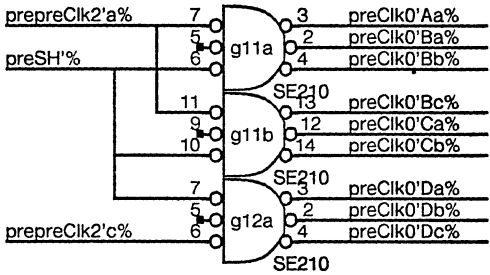 prepreClk2'a% 7 3 preClk0'Aa%
5 g11a 2 preClk0'Ba%
preSH'% 6 4 preClk0'Bb%
SE210
11 13 preClk0'Bc%
9 g11b 12 preClk0'Ca%
10 14 preClk0'Cb%
SE210
7 3 preClk0'Da%
5 g12a 2 preClk0'Db%
prepreClk2'c% 6 4 preClk0'Dc%
SE210